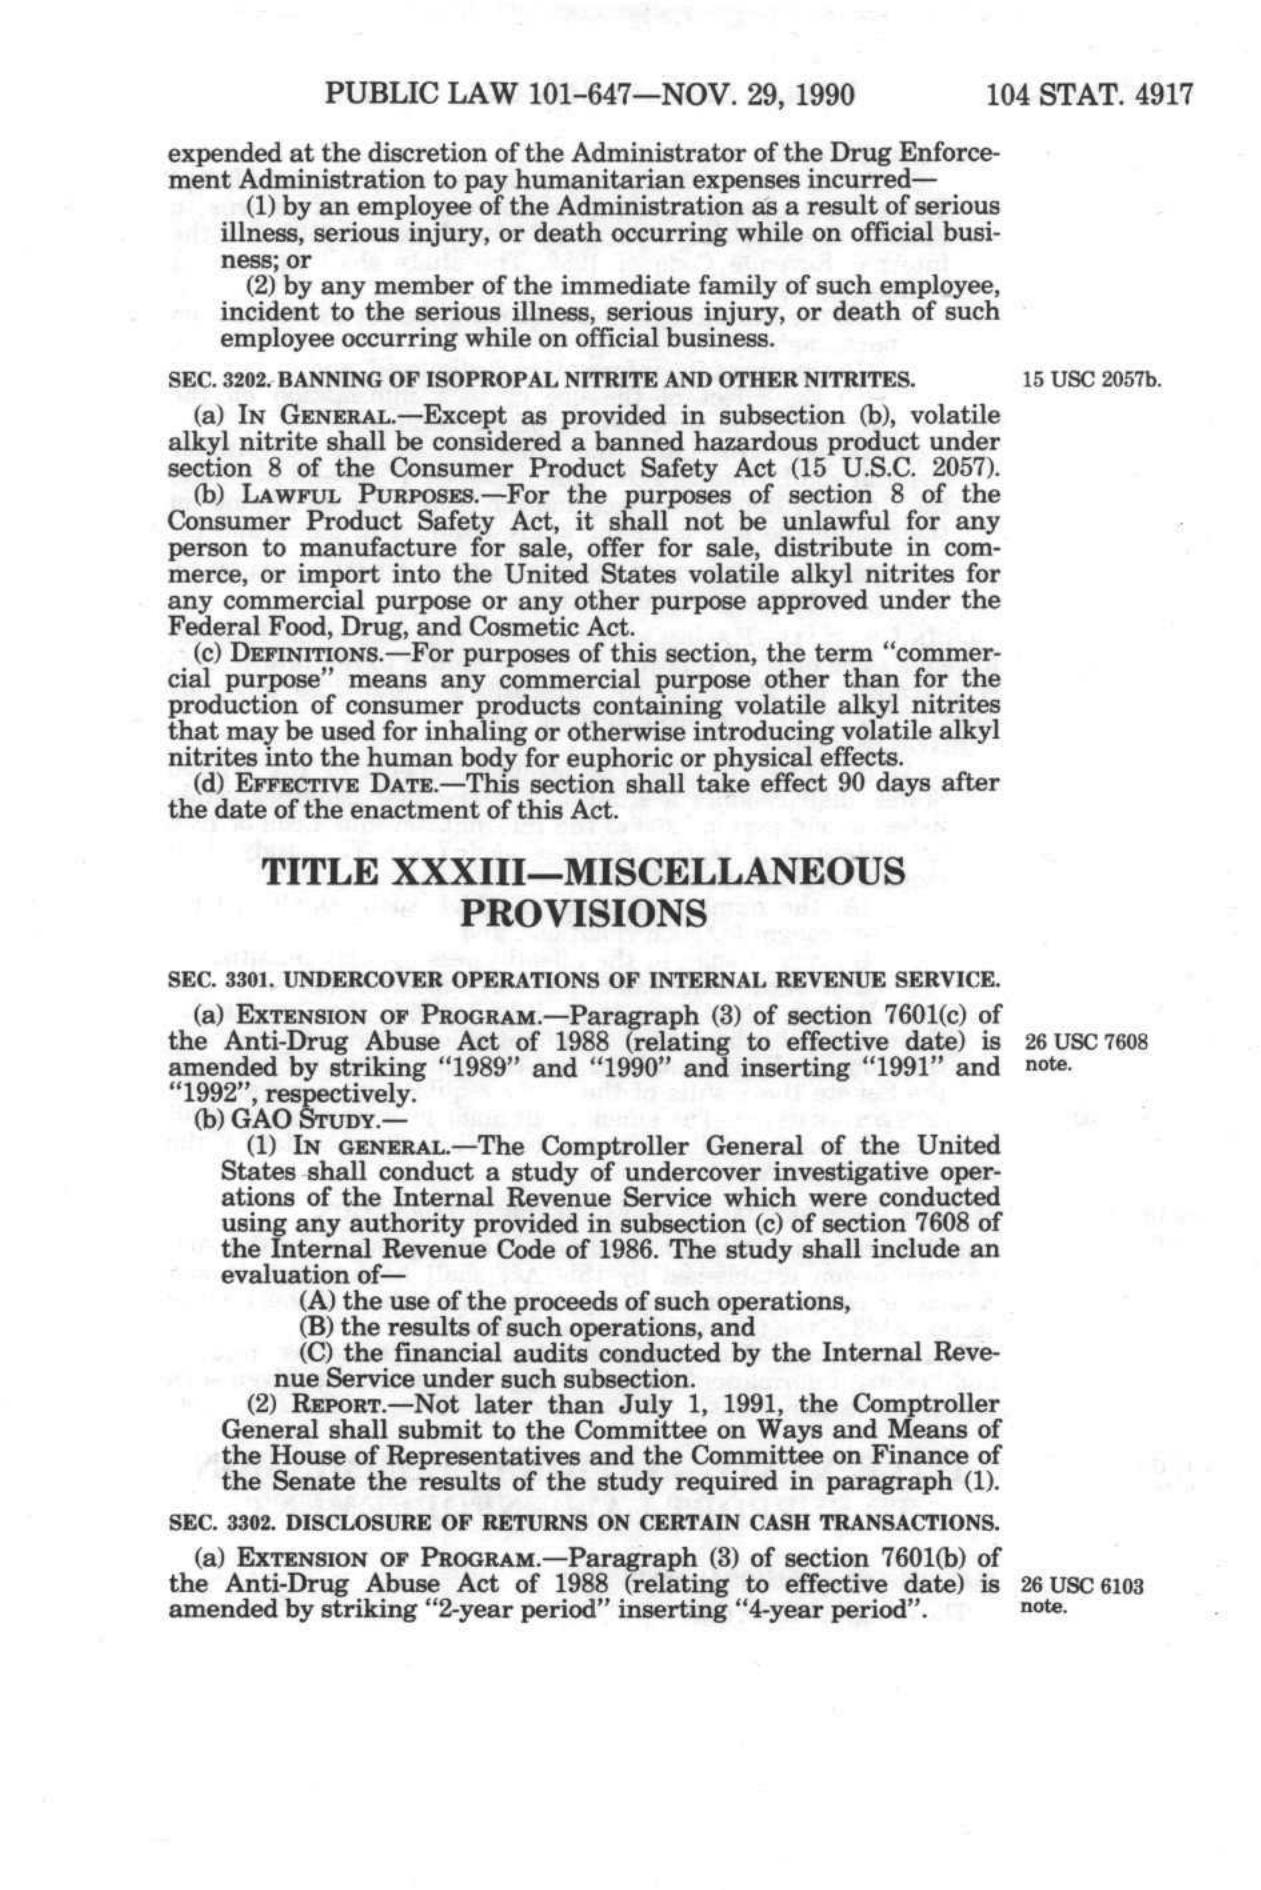 PUBLIC LAW 101-647—NOV. 29, 1990 104 STAT. 4917
expended at the discretion of the Administrator of the Drug Enforce-
ment Administration to pay humanitarian expenses incurred—
(1) by an employee of the Administration as a result of serious
illness, serious injury, or death occurring while on official busi-
ness; or
(2) by any member of the immediate family of such employee,
incident to the serious illness, serious injury, or death of such
employee occurring while on official business.
SEC. 3202. BANNING OF ISOPROPAL NITRITE AND OTHER NITRITES. 15 USC 2057b.
(a) IN GENERAL.—Except as provided in subsection (b), volatile
alkyl nitrite shall be considered a banned hazardous product under
section 8 of the Consumer Product Safety Act (15 U.S.C. 2057).
(b) LAWFUL PURPOSES.—For the purposes of section 8 of the
Consumer Product Safety Act, it shall not be unlawful for any
person to manufacture for sale, offer for sale, distribute in com-
merce, or import into the United States volatile alkyl nitrites for
any commercial purpose or any other purpose approved under the
Federal Food, Drug, and Cosmetic Act.
(c) DEFINITIONS.—For purposes of this section, the term "commer-
cial purpose" means any commercial purpose other than for the
production of consumer products containing volatile alkyl nitrites
that may be used for inhaling or otherwise introducing volatile alkyl
nitrites into the human body for euphoric or physical effects.
(d) EFFECTIVE DATE.—This section shall take effect 90 days after
the date of the enactment of this Act.
TITLE XXXIII—MISCELLANEOUS
PROVISIONS
SEC. 3301. UNDERCOVER OPERATIONS OF INTERNAL REVENUE SERVICE.
(a) EXTENSION OF PROGRAM.—Paragraph (3) of section 7601(c) of
the Anti-Drug Abuse Act of 1988 (relating to effective date) is 26 USC 7608
amended by striking "1989" and "1990" and inserting "1991" and note.
"1992", respectively.
(b) GAO STUDY.—
(1) IN GENERAL.—The Comptroller General of the United
States shall conduct a study of undercover investigative oper-
ations of the Internal Revenue Service which were conducted
using any authority provided in subsection (c) of section 7608 of
the Internal Revenue Code of 1986. The study shall include an
evaluation of—
(A) the use of the proceeds of such operations,
(B) the results of such operations, and
(C) the financial audits conducted by the Internal Reve-
nue Service under such subsection.
(2) REPORT.—Not later than July 1, 1991, the Comptroller
General shall submit to the Committee on Ways and Means of
the House of Representatives and the Committee on Finance of
the Senate the results of the study required in paragraph (1).
SEC. 3302. DISCLOSURE OF RETURNS ON CERTAIN CASH TRANSACTIONS.
(a) EXTENSION OF PROGRAM.—Paragraph (3) of section 7601(b) of
the Anti-Drug Abuse Act of 1988 (relating to effective date) is 26 USC 6103
amended by striking "2-year period" inserting "4-year period". note.